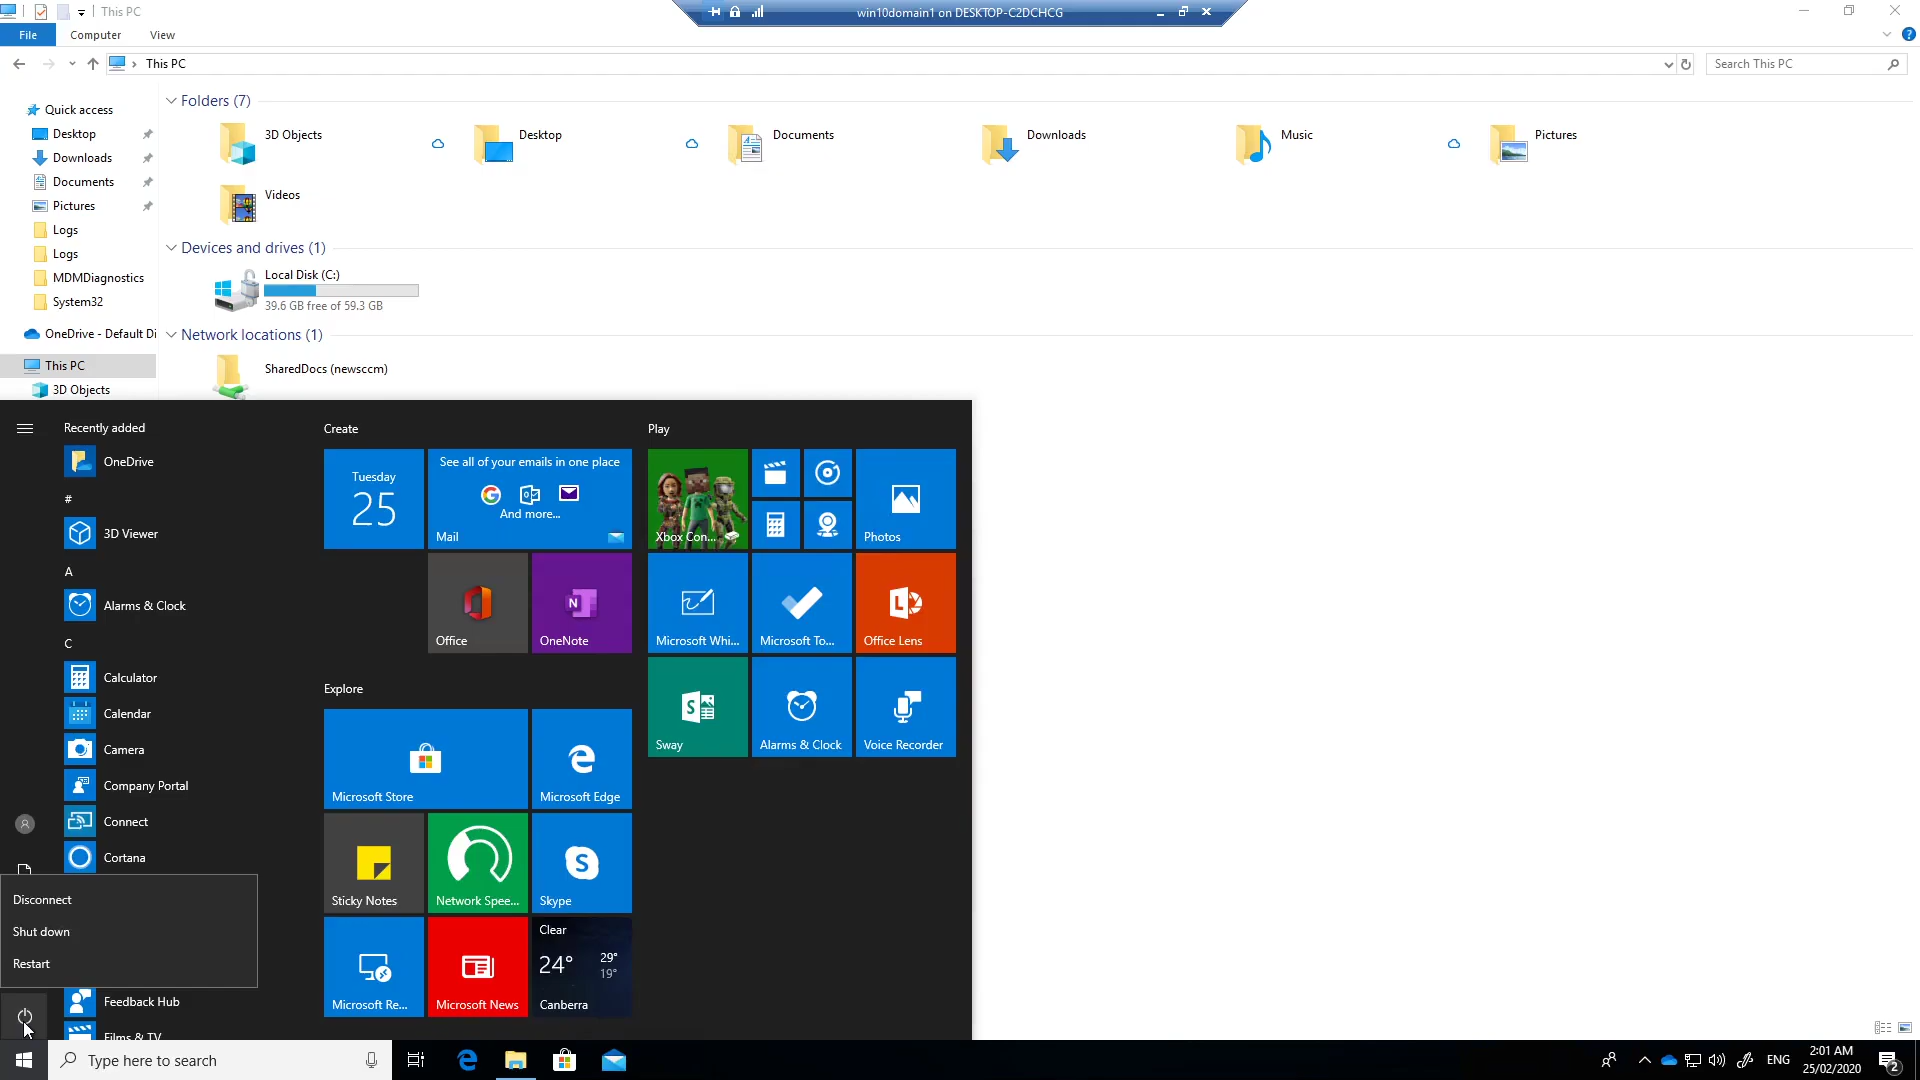 This PC
win10domain1 on DESKTOP-C2DCHCG
File
Computer
View
This PC
Search This PC
Quick access
Desktop
Downloads
Documents
Pictures
Logs
Logs
MDMDiagnostics
System32
OneDrive - Default Di
This PC
3D Objects
Folders (7)
3D Objects
Desktop
Documents
Downloads
Music
Pictures
Videos
Devices and drives (1)
Local Disk (C:)
39.6 GB free of 59.3 GB
Network locations (1)
SharedDocs (newsccm)
Recently added
OneDrive
#
3D Viewer
A
Alarms & Clock
C
Calculator
Calendar
Camera
Company Portal
Connect
Cortana
Disconnect
Shut down
Restart
Feedback Hub
Films & TV
Create
Tuesday
25
See all of your emails in one place
And more...
Mail
Office
OneNote
Explore
Microsoft Store
Microsoft Edge
Sticky Notes
Network Spee...
Skype
Microsoft Re...
Microsoft News
Clear
24°
29°
19°
Canberra
Play
Xbox Con...
Photos
Microsoft Whi...
Microsoft To...
Office Lens
Sway
Alarms & Clock
Voice Recorder
Type here to search
ENG
2:01 AM
25/02/2020
2